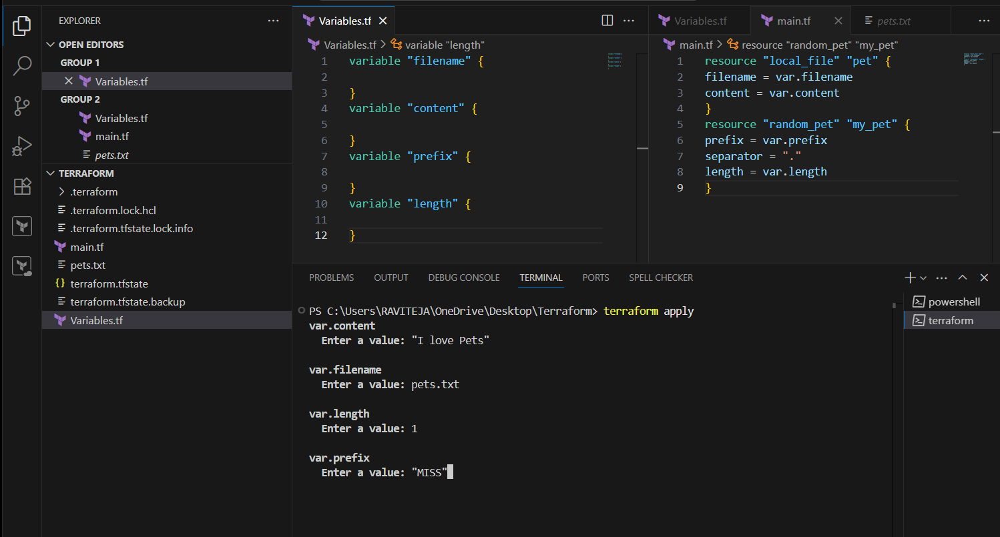 EXPLORER ...
OPEN EDITORS
GROUP 1
Variables.tf
GROUP 2
Variables.tf
main.tf
pets.txt
TERRAFORM
.terraform
.terraform.lock.hcl
.terraform.tfstate.lock.info
main.tf
pets.txt
{} terraform.tfstate
terraform.tfstate.backup
Variables.tf
Variables.tf
Variables.tf > variable "length"
1 variable "filename" {
2
3 }
4 variable "content" {
5
6 }
7 variable "prefix" {
8
9 }
10 variable "length" {
11
12 }
Variables.tf main.tf pets.txt
main.tf > resource "random_pet" "my_pet"
1 resource "local_file" "pet" {
2 filename = var.filename
3 content = var.content
4 }
5 resource "random_pet" "my_pet" {
6 prefix = var.prefix
7 separator = "."
8 length = var.length
9 }
PROBLEMS OUTPUT DEBUG CONSOLE TERMINAL PORTS SPELL CHECKER
PS C:\Users\RAVITEJA\OneDrive\Desktop\Terraform> terraform apply
var.content
Enter a value: "I love Pets"
var.filename
Enter a value: pets.txt
var.length
Enter a value: 1
var.prefix
Enter a value: "MISS"
powershell
terraform